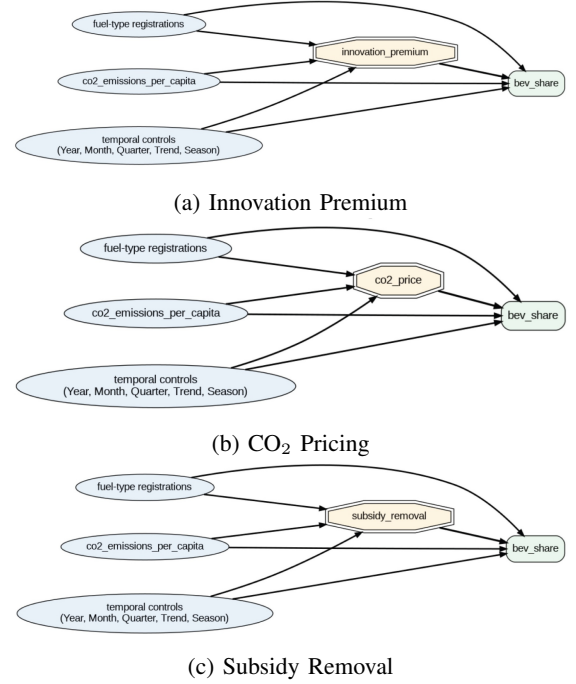 fuel-type registrations
innovation_premium
co2_emissions_per_capita
bev_share
temporal controls
(Year, Month, Quarter, Trend, Season)
(a) Innovation Premium
fuel-type registrations
co2_price
co2_emissions_per_capita
bev_share
temporal controls
(Year, Month, Quarter, Trend, Season)
(b) CO₂ Pricing
fuel-type registrations
subsidy_removal
co2_emissions_per_capita
bev_share
temporal controls
(Year, Month, Quarter, Trend, Season)
(c) Subsidy Removal